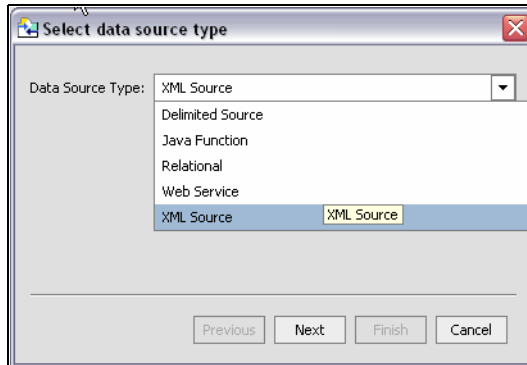 Select data source type
Data Source Type: XML Source
Delimited Source
Java Function
Relational
Web Service
XML Source XML Source
Previous Next Finish Cancel